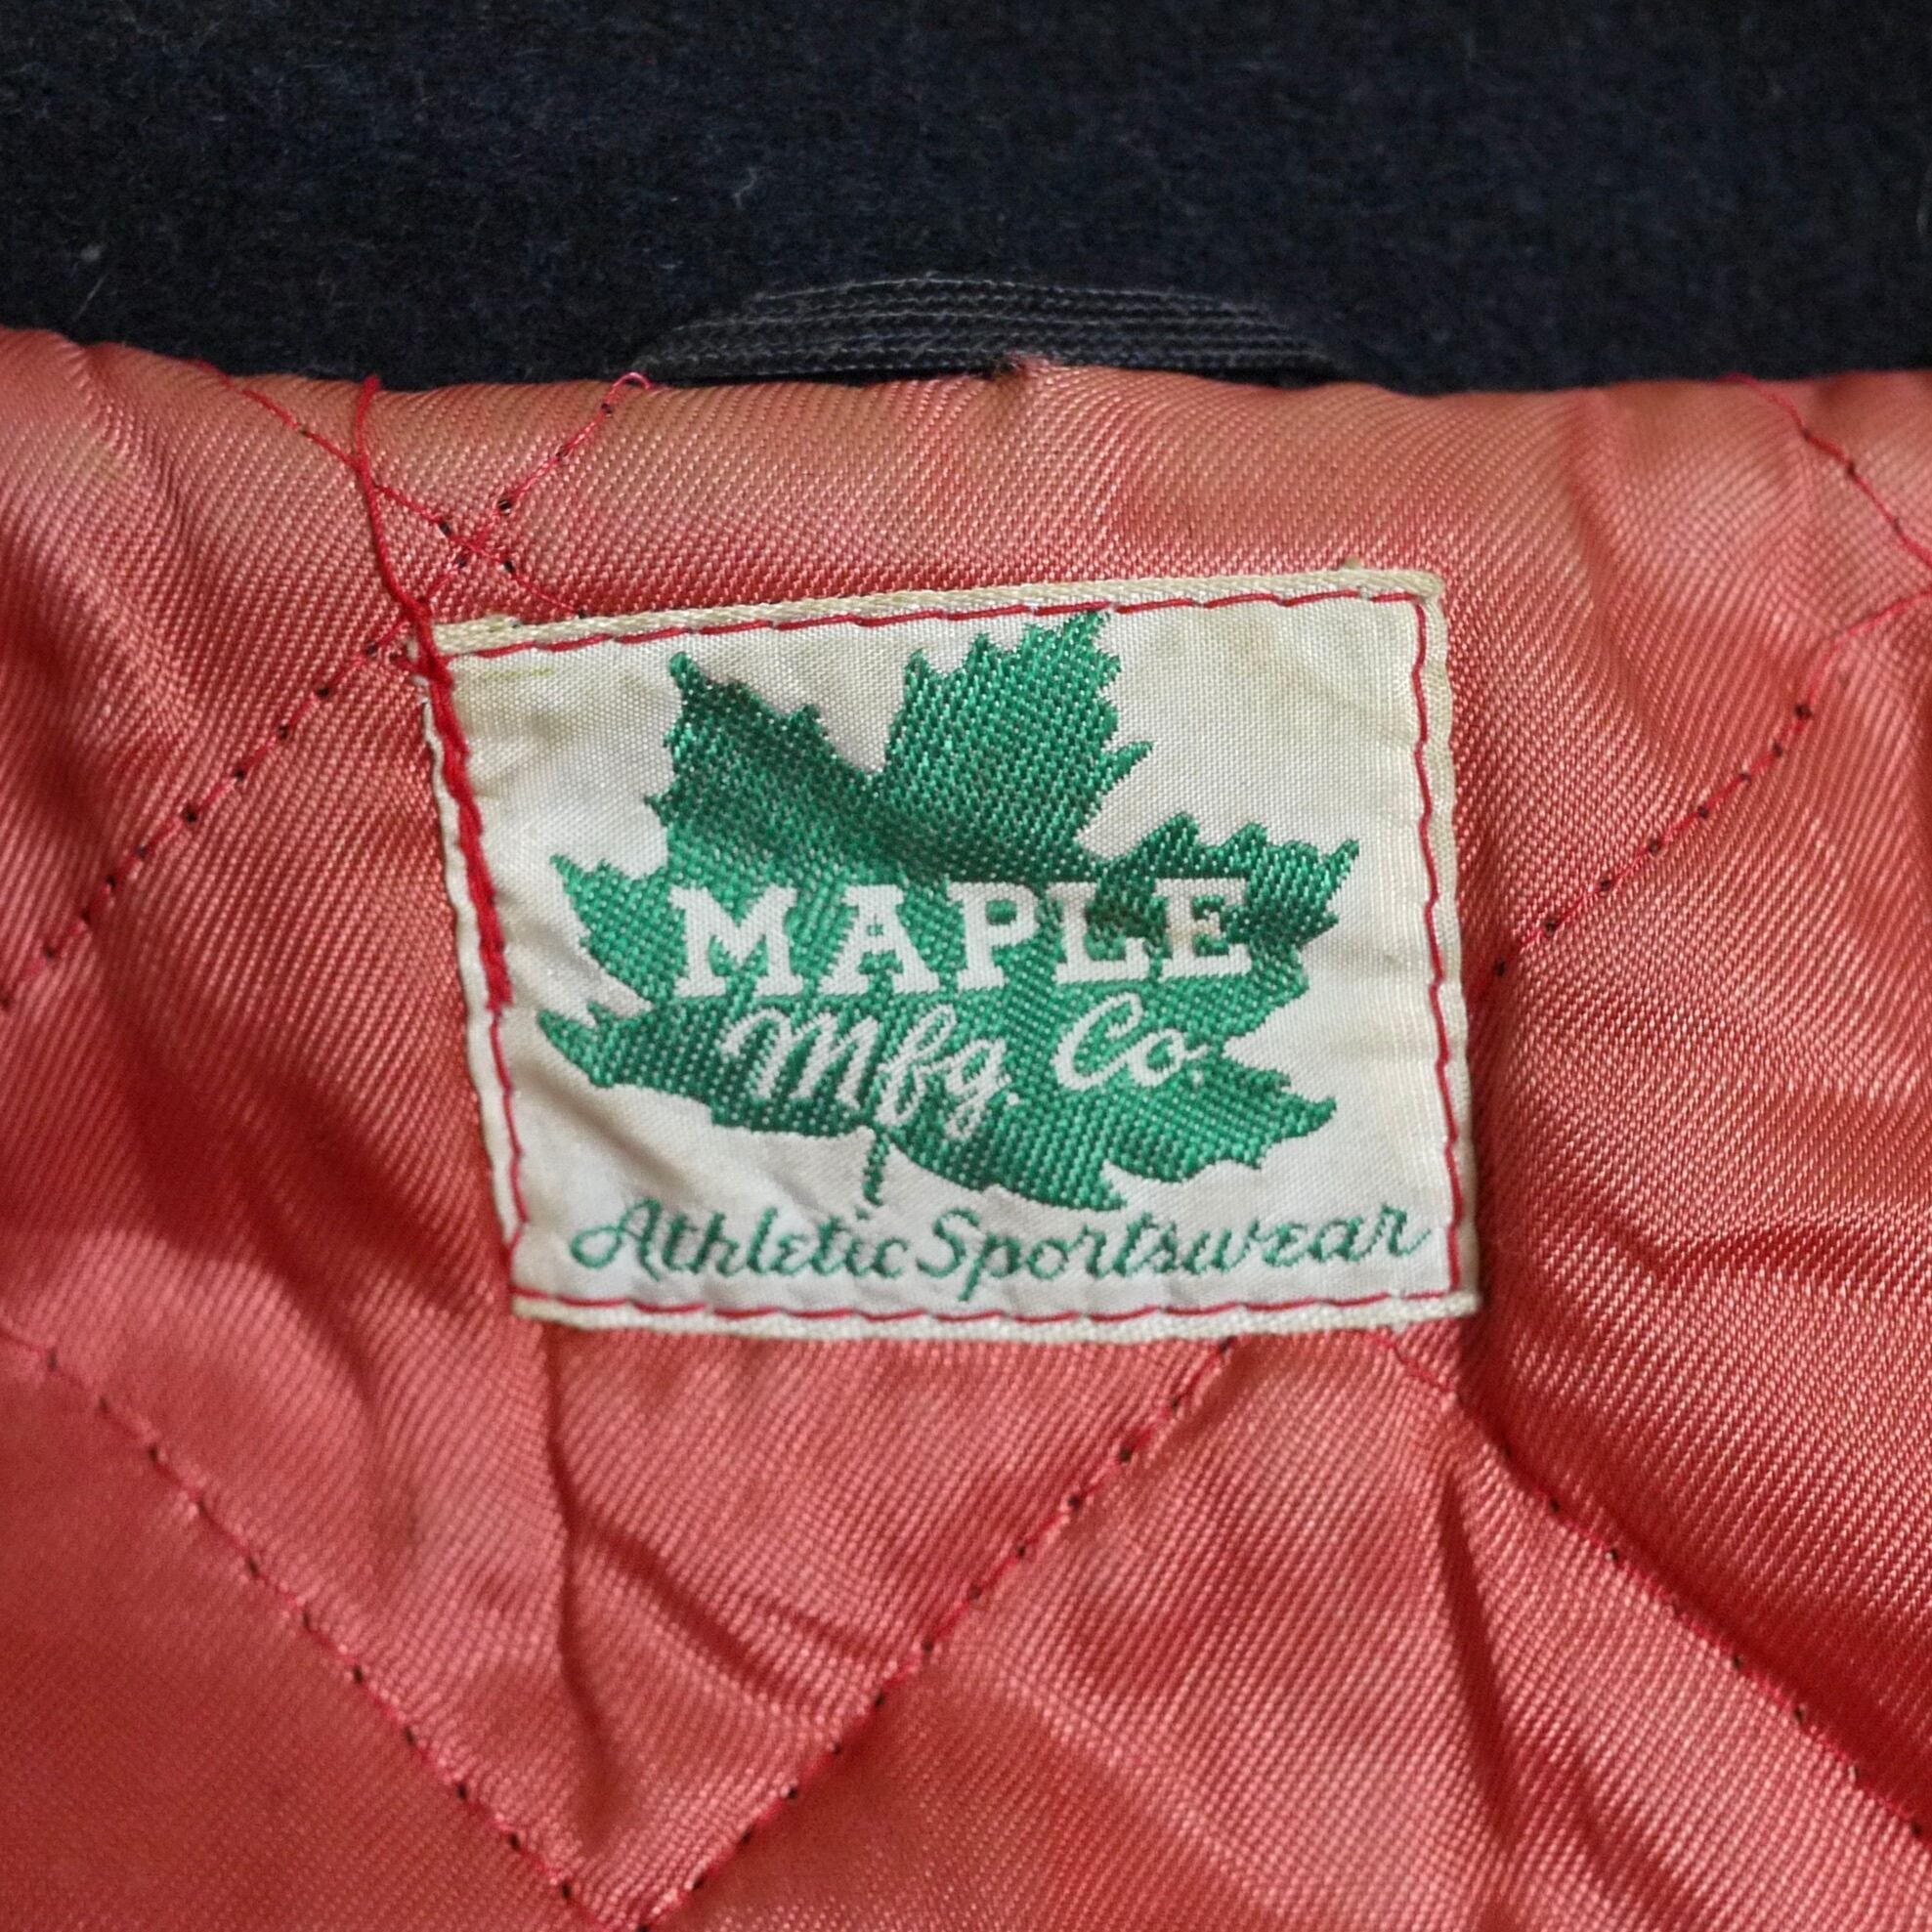 MAPLE
Mfg. Co.
Athletic Sportswear